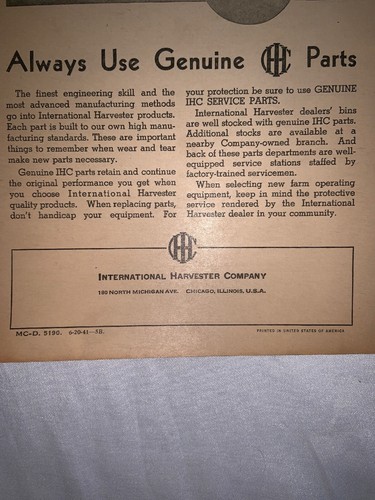 Always Use Genuine IHC Parts
The finest engineering skill and the
most advanced manufacturing methods
go into International Harvester products.
Each part is built to our own high manu-
facturing standards. These are important
things to remember when wear and tear
make new parts necessary.
Genuine IHC parts retain and continue
the original performance you get when
you choose International Harvester
quality products. When replacing parts,
don't handicap your equipment. For
your protection be sure to use GENUINE
IHC SERVICE PARTS.
International Harvester dealers' bins
are well stocked with genuine IHC parts.
Additional stocks are available at a
nearby Company-owned branch. And
back of these parts departments are well-
equipped service stations staffed by
factory-trained servicemen.
When selecting new farm operating
equipment, keep in mind the protective
service rendered by the International
Harvester dealer in your community.
IHC
INTERNATIONAL HARVESTER COMPANY
180 NORTH MICHIGAN AVE. CHICAGO, ILLINOIS, U.S.A.
MC-D. 5190. 6-20-41
PRINTED IN UNITED STATES OF AMERICA